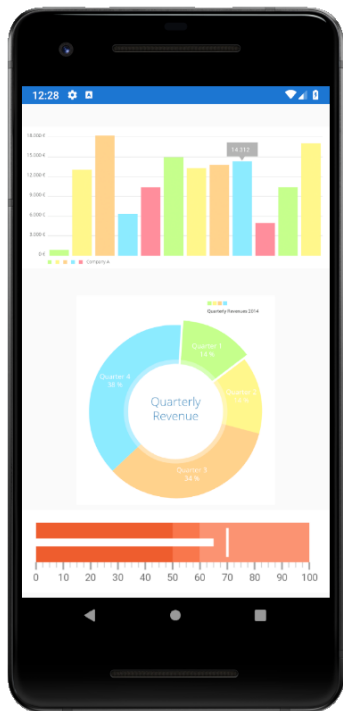 12:28
18.000 €
15.000 €
12.000 €
9.000 €
6.000 €
3.000 €
0 €
14.212
Company A
Quarterly Revenues 2014
Quarter 1
14 %
Quarter 4
38 %
Quarterly
Revenue
Quarter 3
34 %
0 10 20 30 40 50 60 70 80 90 100